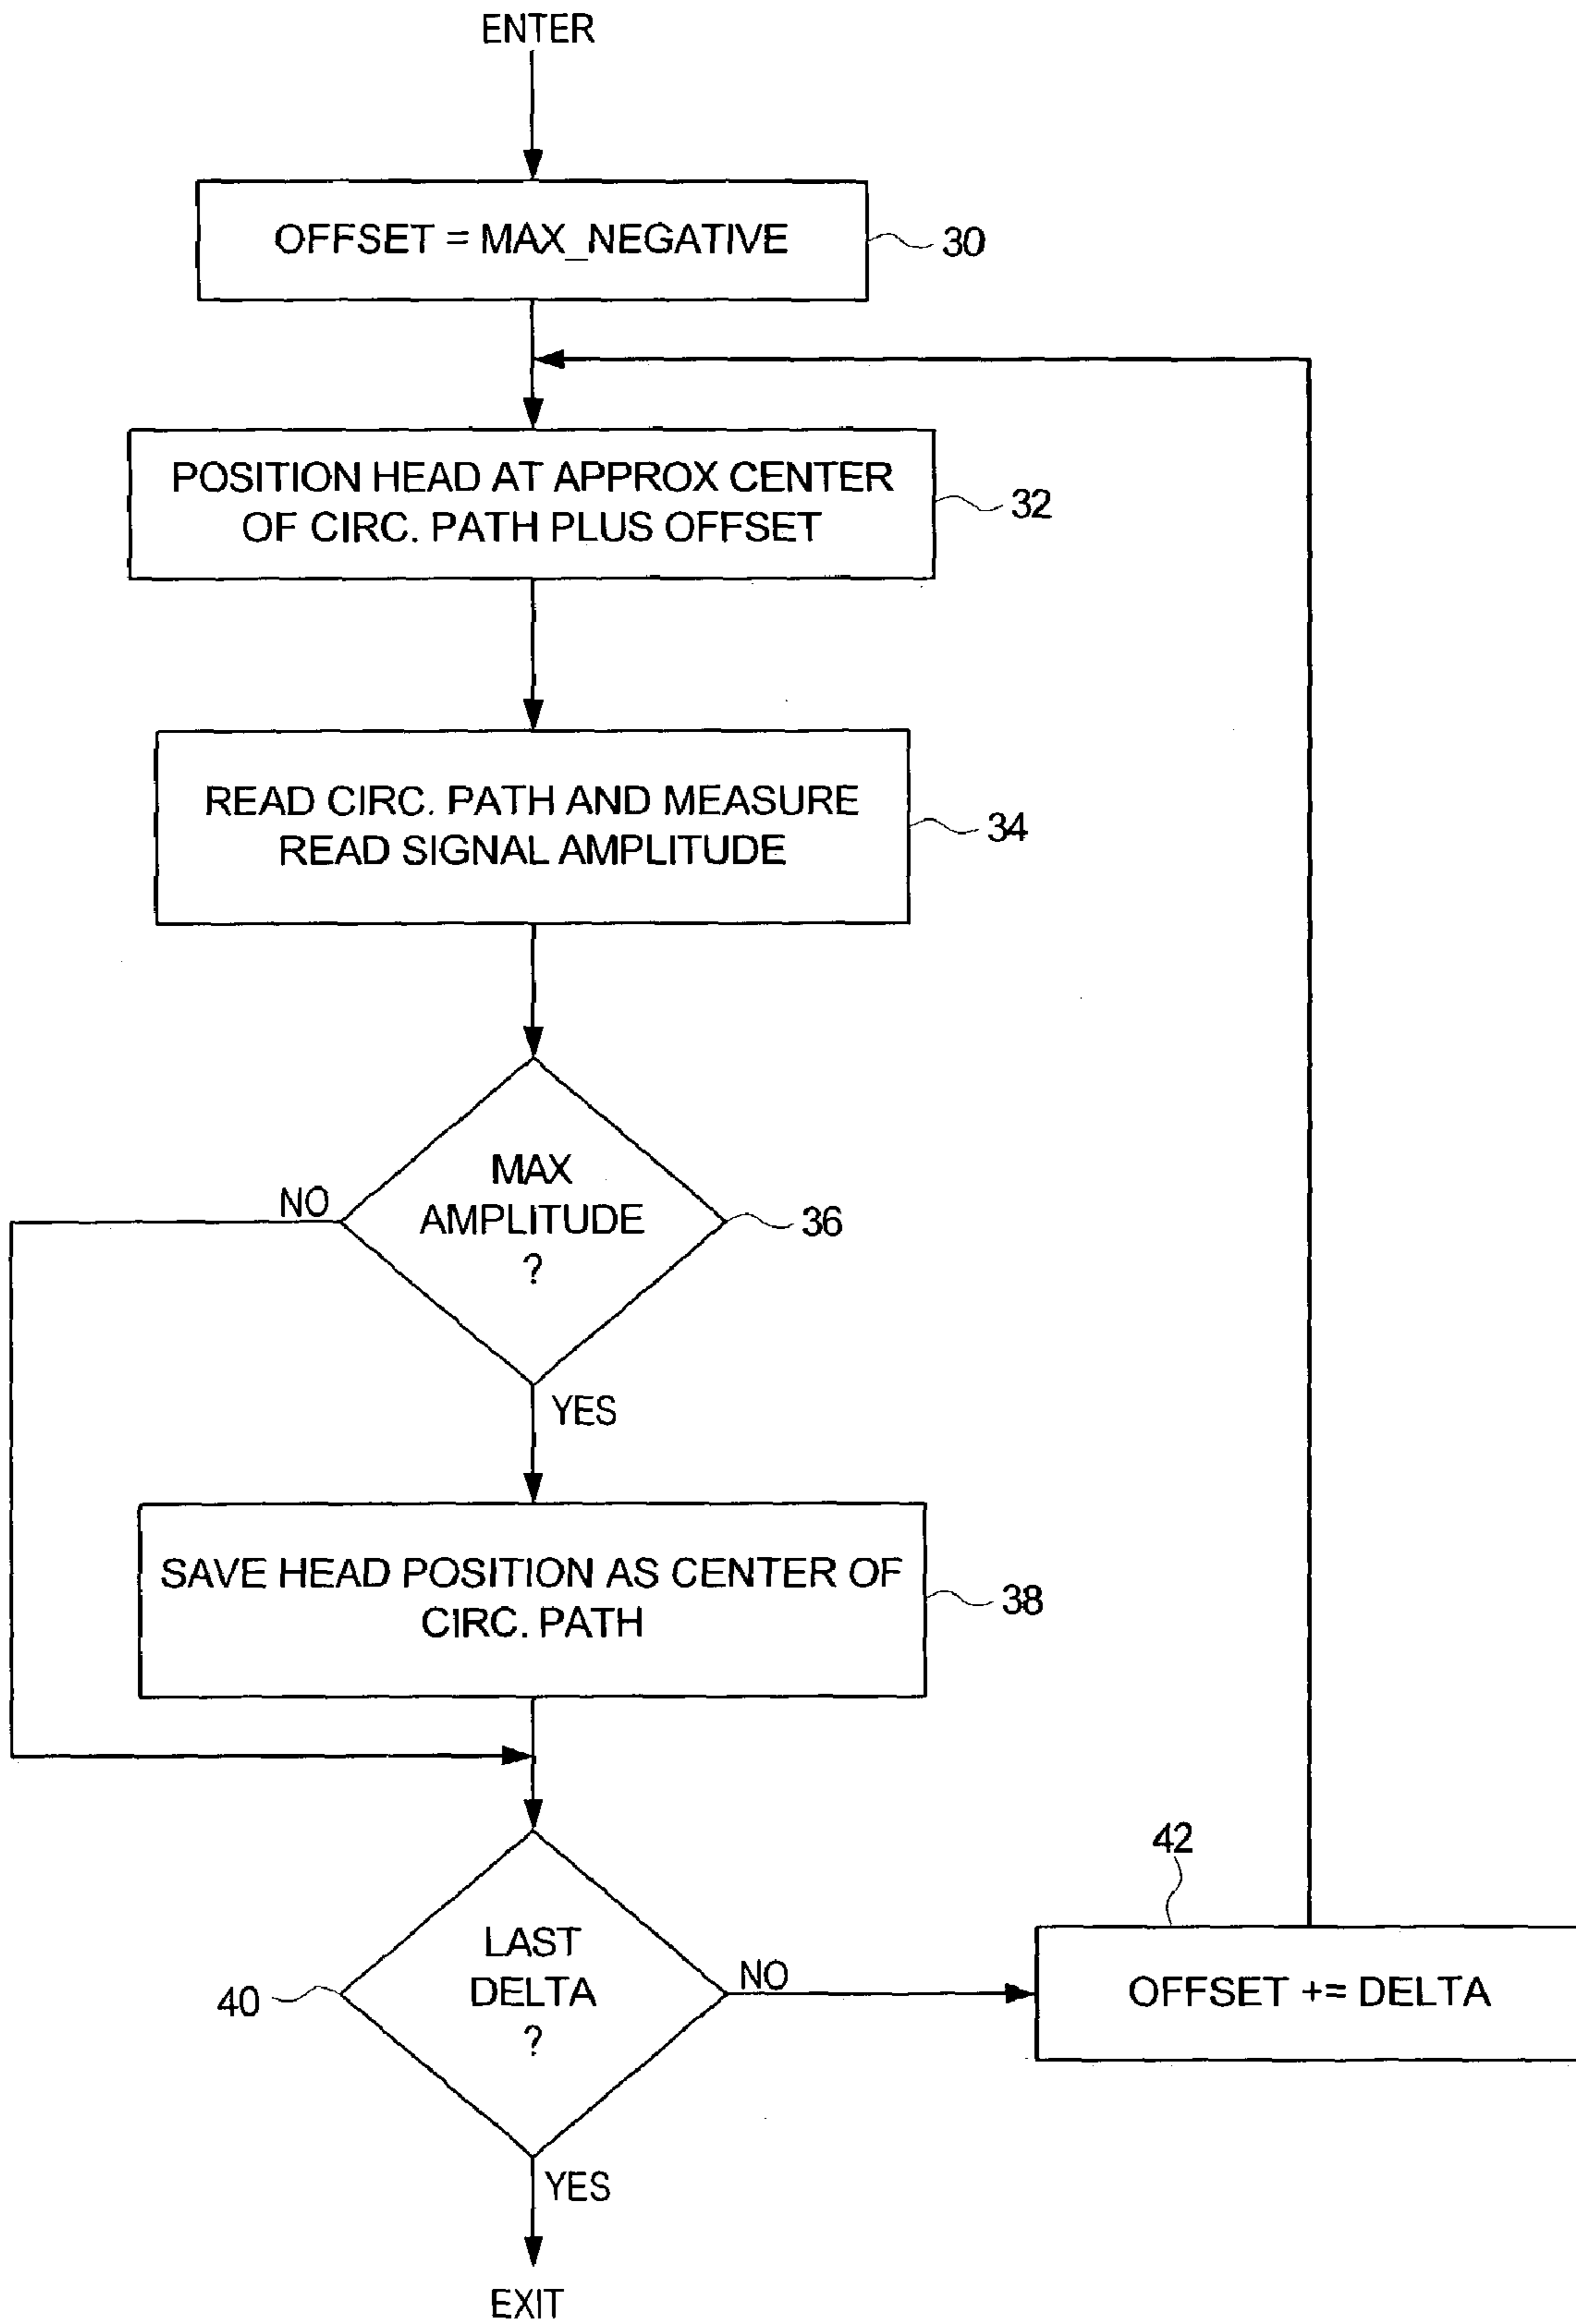 ENTER
OFFSET = MAX_NEGATIVE
30
POSITION HEAD AT APPROX CENTER
OF CIRC. PATH PLUS OFFSET
32
READ CIRC. PATH AND MEASURE
READ SIGNAL AMPLITUDE
34
MAX
AMPLITUDE
?
NO
36
YES
SAVE HEAD POSITION AS CENTER OF
CIRC. PATH
38
LAST
DELTA
?
40
NO
42
OFFSET += DELTA
YES
EXIT